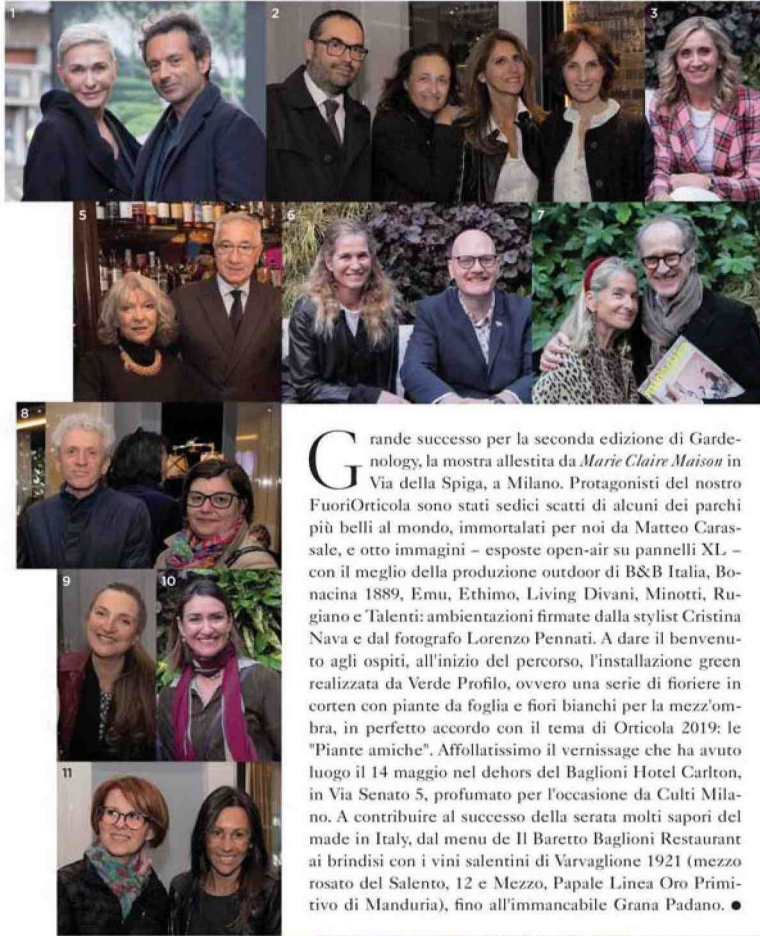 1
2
3
5
6
7
8
9
10
11
Grande successo per la seconda edizione di Garde-
nology, la mostra allestita da Marie Claire Maison in
Via della Spiga, a Milano. Protagonisti del nostro
FuoriOrticola sono stati sedici scatti di alcuni dei parchi
più belli al mondo, immortalati per noi da Matteo Caras-
sale, e otto immagini – esposte open-air su pannelli XL –
con il meglio della produzione outdoor di B&B Italia, Bo-
nacina 1889, Emu, Ethimo, Living Divani, Minotti, Ru-
giano e Talenti: ambientazioni firmate dalla stylist Cristina
Nava e dal fotografo Lorenzo Pennati. A dare il benvenu-
to agli ospiti, all'inizio del percorso, l'installazione green
realizzata da Verde Profilo, ovvero una serie di fioriere in
corten con piante da foglia e fiori bianchi per la mezz'om-
bra, in perfetto accordo con il tema di Orticola 2019: le
"Piante amiche". Affollatissimo il vernissage che ha avuto
luogo il 14 maggio nel dehors del Baglioni Hotel Carlton,
in Via Senato 5, profumato per l'occasione da Culti Mila-
no. A contribuire al successo della serata molti sapori del
made in Italy, dal menu de Il Baretto Baglioni Restaurant
ai brindisi con i vini salentini di Varvaglione 1921 (mezzo
rosato del Salento, 12 e Mezzo, Papale Linea Oro Primi-
tivo di Manduria), fino all'immancabile Grana Padano. ●